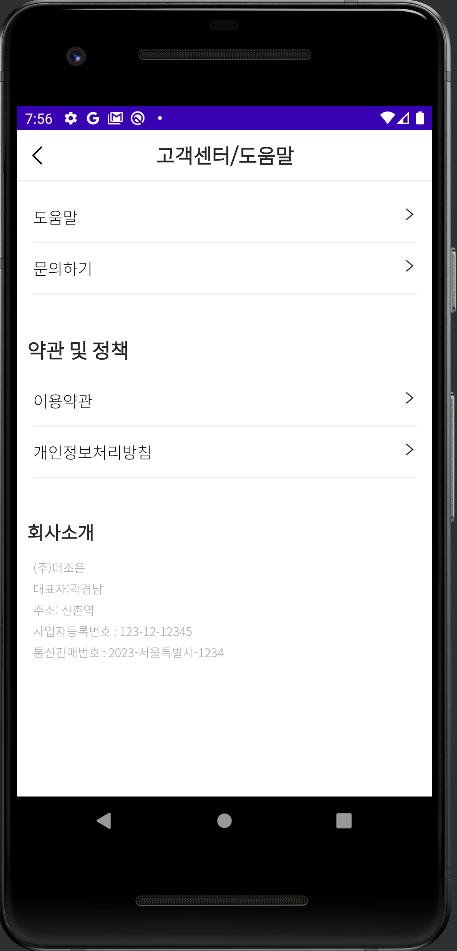 7:56
고객센터/도움말
도움말
문의하기
약관 및 정책
이용약관
개인정보처리방침
회사소개
(주)더조은
대표자:곽경남
주소: 신촌역
사업자등록번호 : 123-12-12345
통신판매번호 : 2023-서울특별시-1234